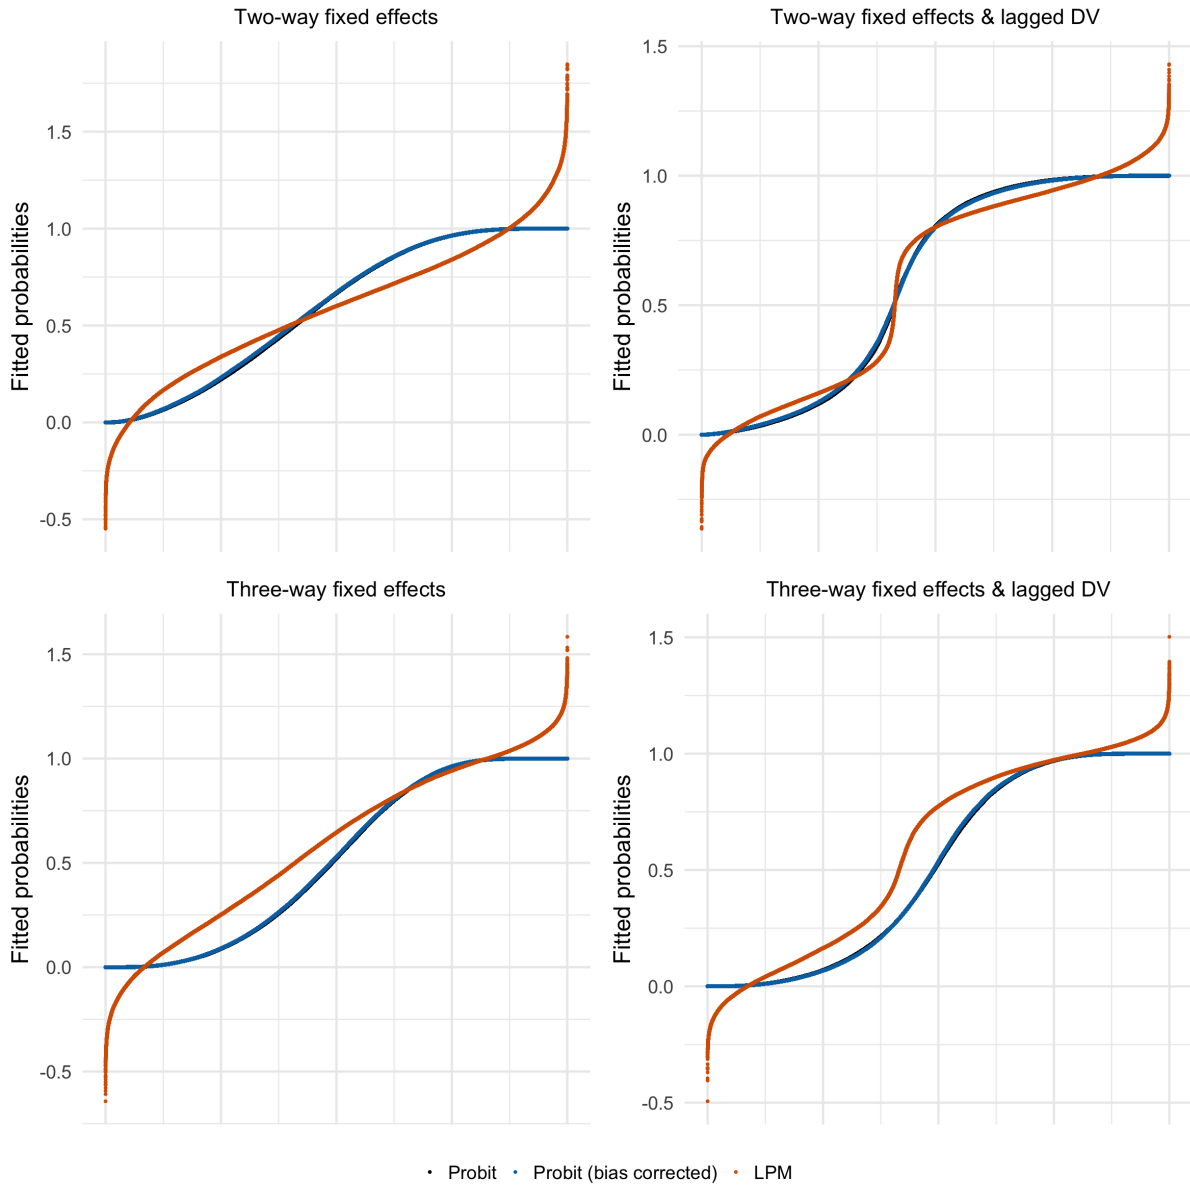 Two-way fixed effects
Two-way fixed effects & lagged DV
Fitted probabilities
1.5
1.0
0.5
0.0
-0.5
Fitted probabilities
1.5
1.0
0.5
0.0
Three-way fixed effects
Three-way fixed effects & lagged DV
Fitted probabilities
1.5
1.0
0.5
0.0
-0.5
Fitted probabilities
1.5
1.0
0.5
0.0
-0.5
Probit Probit (bias corrected) LPM